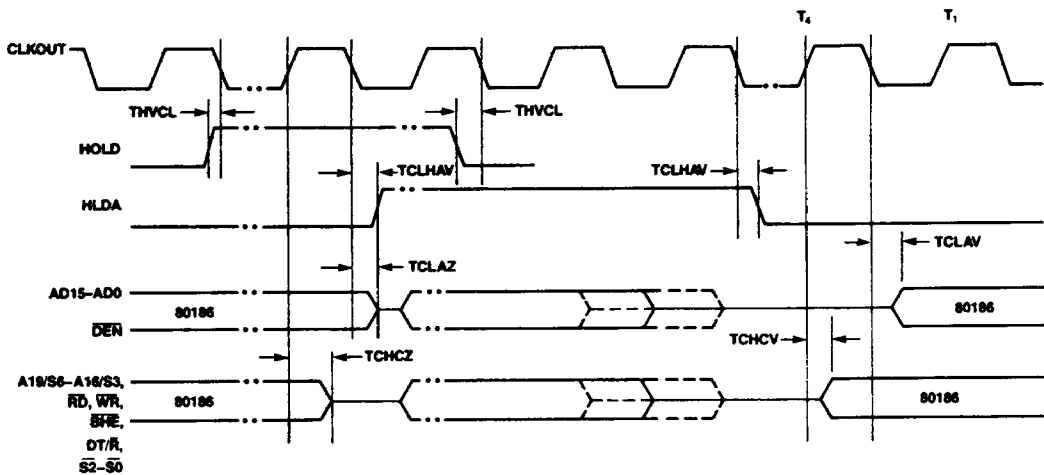 T4 T1
CLKOUT
THVCL THVCL
HOLD
TCLHAV TCLHAV
HLDA
TCLAV
TCLAZ
AD15–AD0
80186 80186
DEN
TCHCV
TCHCZ
A19/S6–A16/S3,
RD, WR, 80186 80186
BHE,
DT/R,
S2–S0